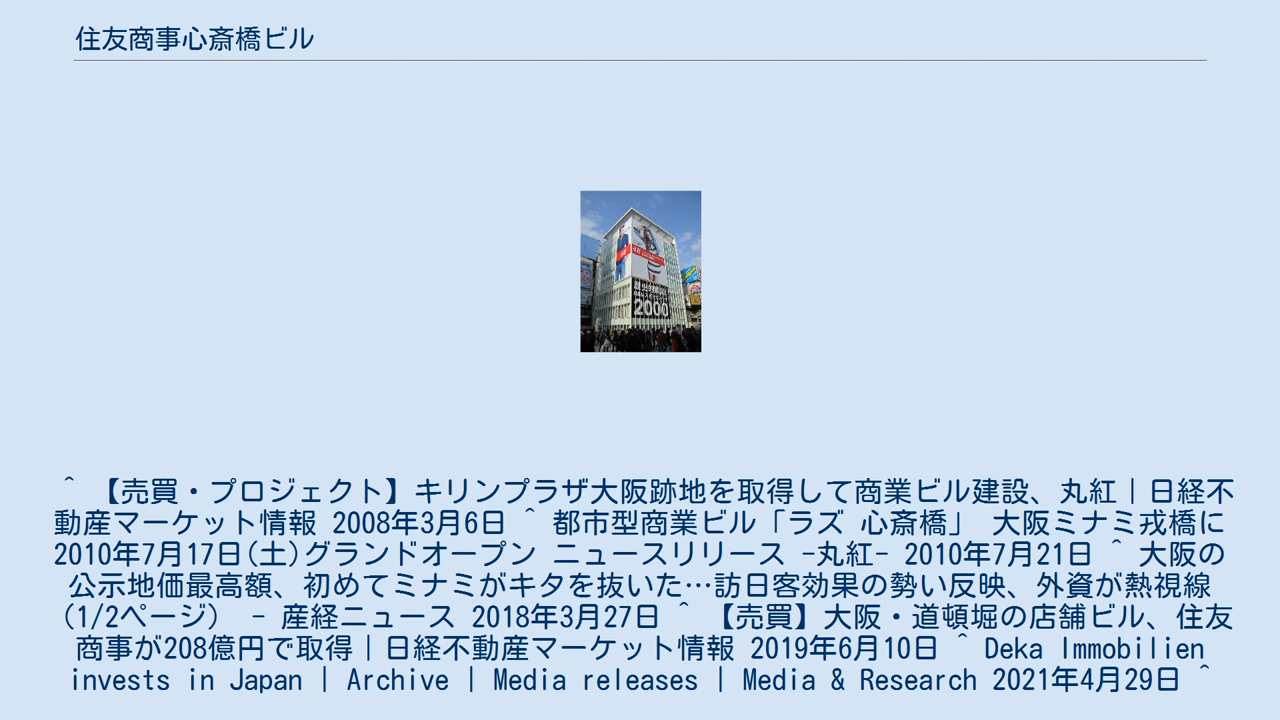 住友商事心斎橋ビル
2000
^ 【売買・プロジェクト】キリンプラザ大阪跡地を取得して商業ビル建設、丸紅 | 日経不
動産マーケット情報 2008年3月6日 ^ 都市型商業ビル「ラズ 心斎橋」 大阪ミナミ戎橋に
2010年7月17日(土)グランドオープン ニュースリリース -丸紅- 2010年7月21日 ^ 大阪の
公示地価最高額、初めてミナミがキタを抜いた…訪日客効果の勢い反映、外資が熱視線
(1/2ページ) - 産経ニュース 2018年3月27日 ^ 【売買】大阪・道頓堀の店舗ビル、住友
商事が208億円で取得 | 日経不動産マーケット情報 2019年6月10日 ^ Deka Immobilien
invests in Japan | Archive | Media releases | Media & Research 2021年4月29日 ^